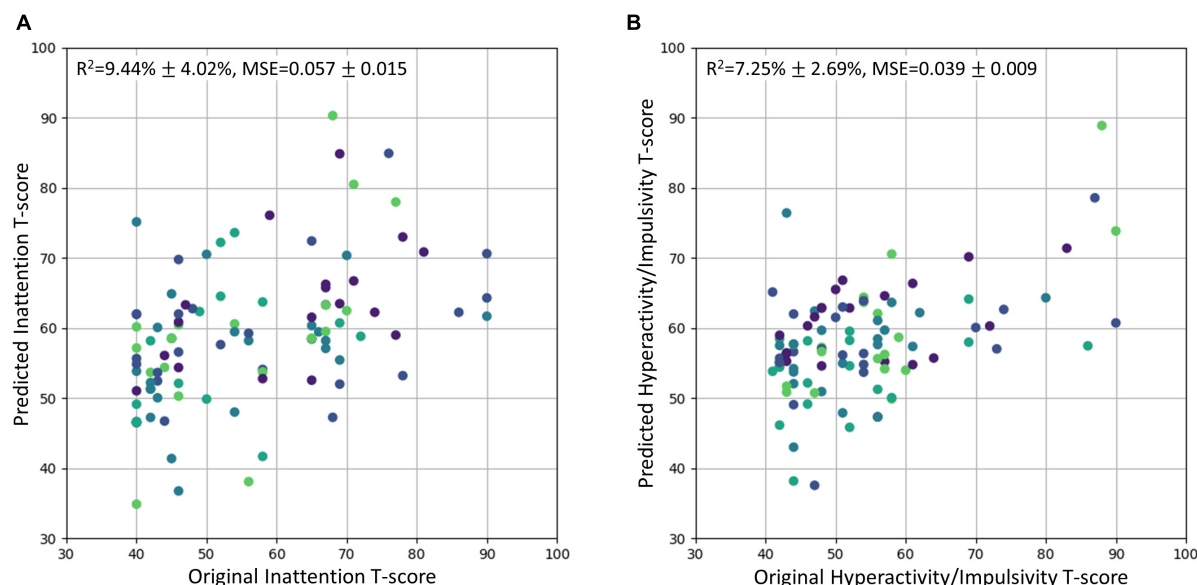 A
R²=9.44% ± 4.02%, MSE=0.057 ± 0.015
Predicted Inattention T-score
100
90
80
70
60
50
40
30
30 40 50 60 70 80 90 100
Original Inattention T-score
B
R²=7.25% ± 2.69%, MSE=0.039 ± 0.009
Predicted Hyperactivity/Impulsivity T-score
100
90
80
70
60
50
40
30
30 40 50 60 70 80 90 100
Original Hyperactivity/Impulsivity T-score